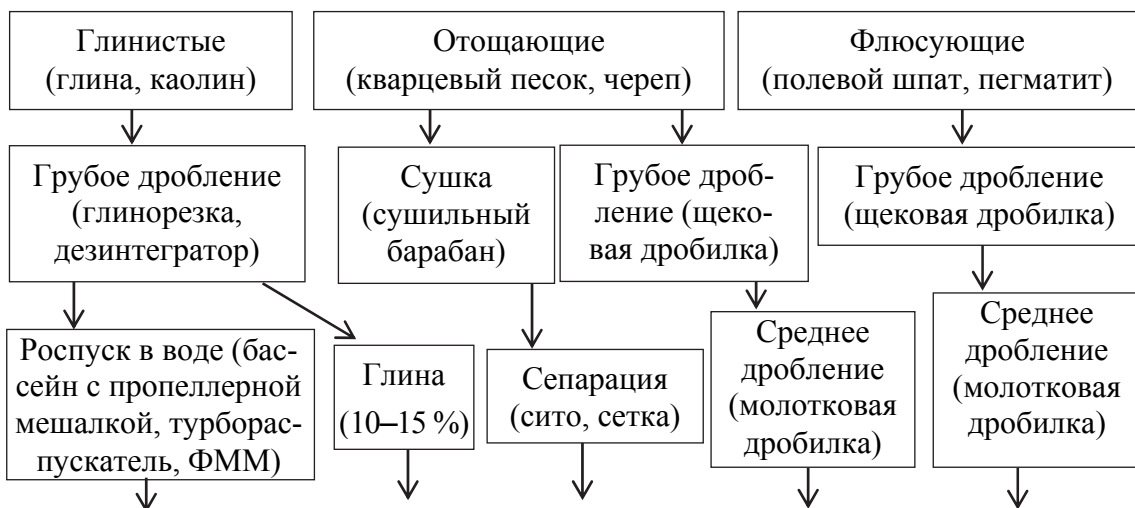 Глинистые
(глина, каолин)
Отощающие
(кварцевый песок, череп)
Флюсующие
(полевой шпат, пегматит)
Грубое дробление
(глинорезка,
дезинтегратор)
Сушка
(сушильный
барабан)
Грубое дроб-
ление (щеко-
вая дробилка)
Грубое дробление
(щековая дробилка)
Роспуск в воде (бас-
сейн с пропеллерной
мешалкой, турборас-
пускатель, ФММ)
Глина
(10–15 %)
Сепарация
(сито, сетка)
Среднее
дробление
(молотковая
дробилка)
Среднее
дробление
(молотковая
дробилка)